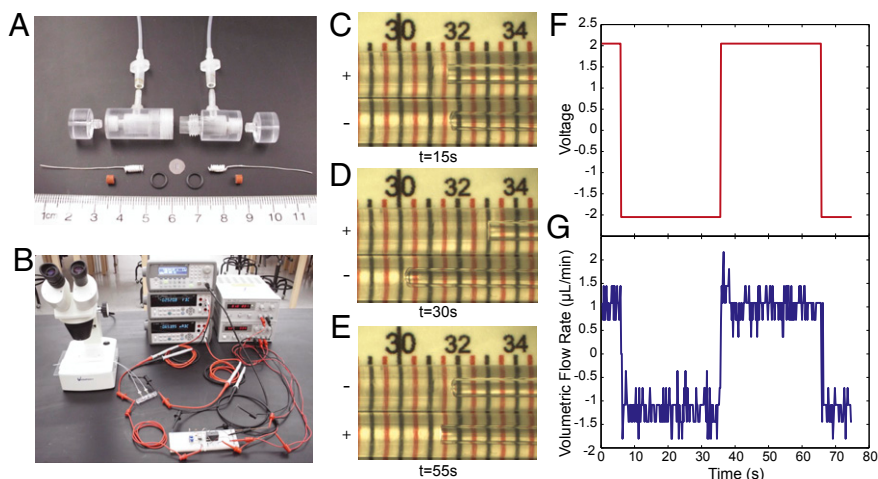 A
1cm 2 3 4 5 6 7 8 9 10 11
B
C
30 32 34
+
-
t=15s
D
30 32 34
+
-
t=30s
E
30 32 34
-
+
t=55s
F
Voltage
2.5
2
1.5
1
0.5
0
-0.5
-1
-1.5
-2
G
Volumetric Flow Rate (µL/min)
2
1.5
1
0.5
0
-0.5
-1
-1.5
-2
0 10 20 30 40 50 60 70 80
Time (s)